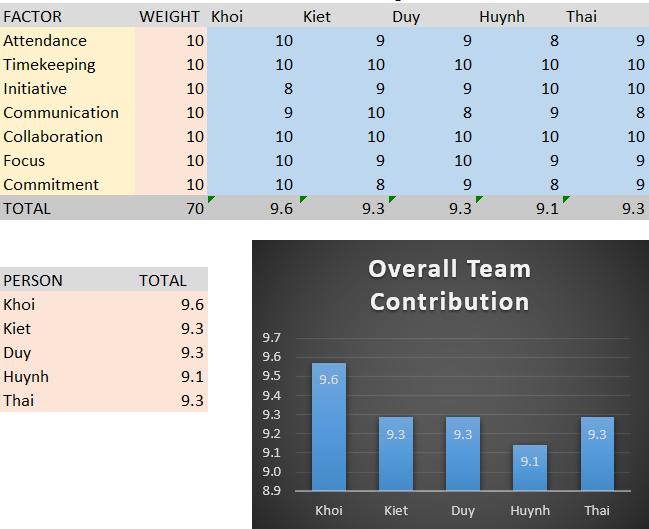 FACTOR WEIGHT Khoi Kiet Duy Huynh Thai
Attendance 10 10 9 9 8 9
Timekeeping 10 10 10 10 10 10
Initiative 10 8 9 9 10 10
Communication 10 9 10 8 9 8
Collaboration 10 10 10 10 10 10
Focus 10 10 9 10 9 9
Commitment 10 10 8 9 8 9
TOTAL 70 9.6 9.3 9.3 9.1 9.3
PERSON TOTAL
Khoi 9.6
Kiet 9.3
Duy 9.3
Huynh 9.1
Thai 9.3
Overall Team
Contribution
9.7
9.6
9.5
9.4
9.3
9.2
9.1
9.0
8.9
9.6 9.3 9.3 9.1 9.3
Khoi Kiet Duy Huynh Thai